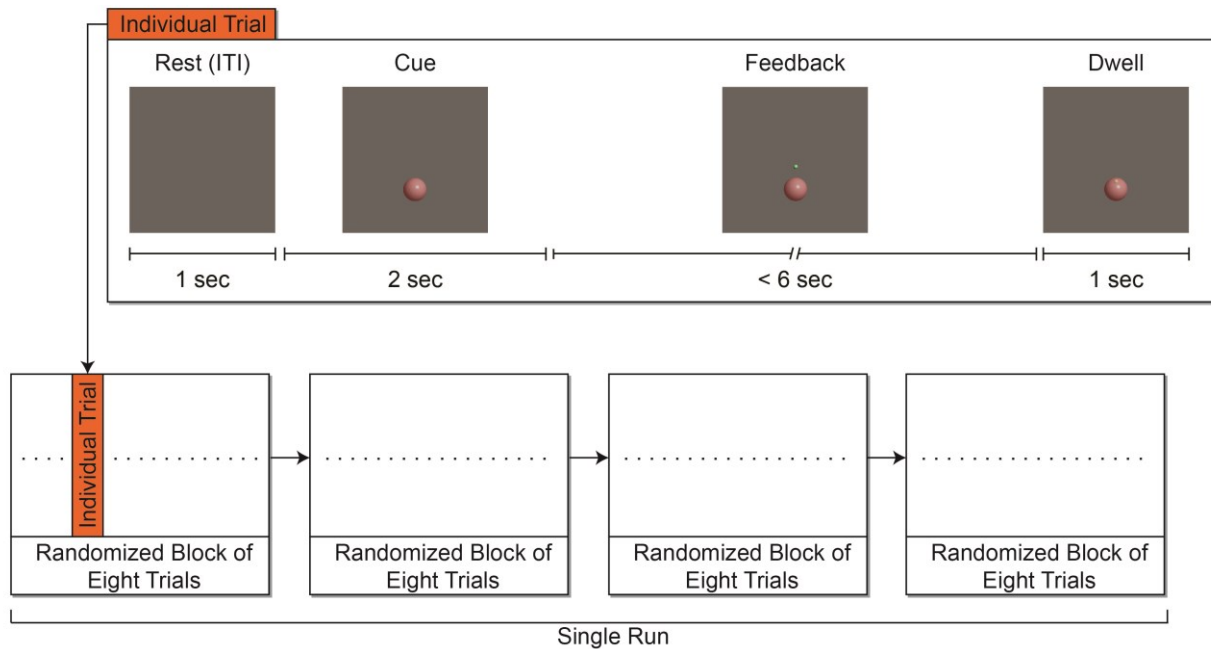 Individual Trial
Rest (ITI)
Cue
Feedback
Dwell
1 sec
2 sec
< 6 sec
1 sec
Individual Trial
Randomized Block of
Eight Trials
Randomized Block of
Eight Trials
Randomized Block of
Eight Trials
Randomized Block of
Eight Trials
Single Run